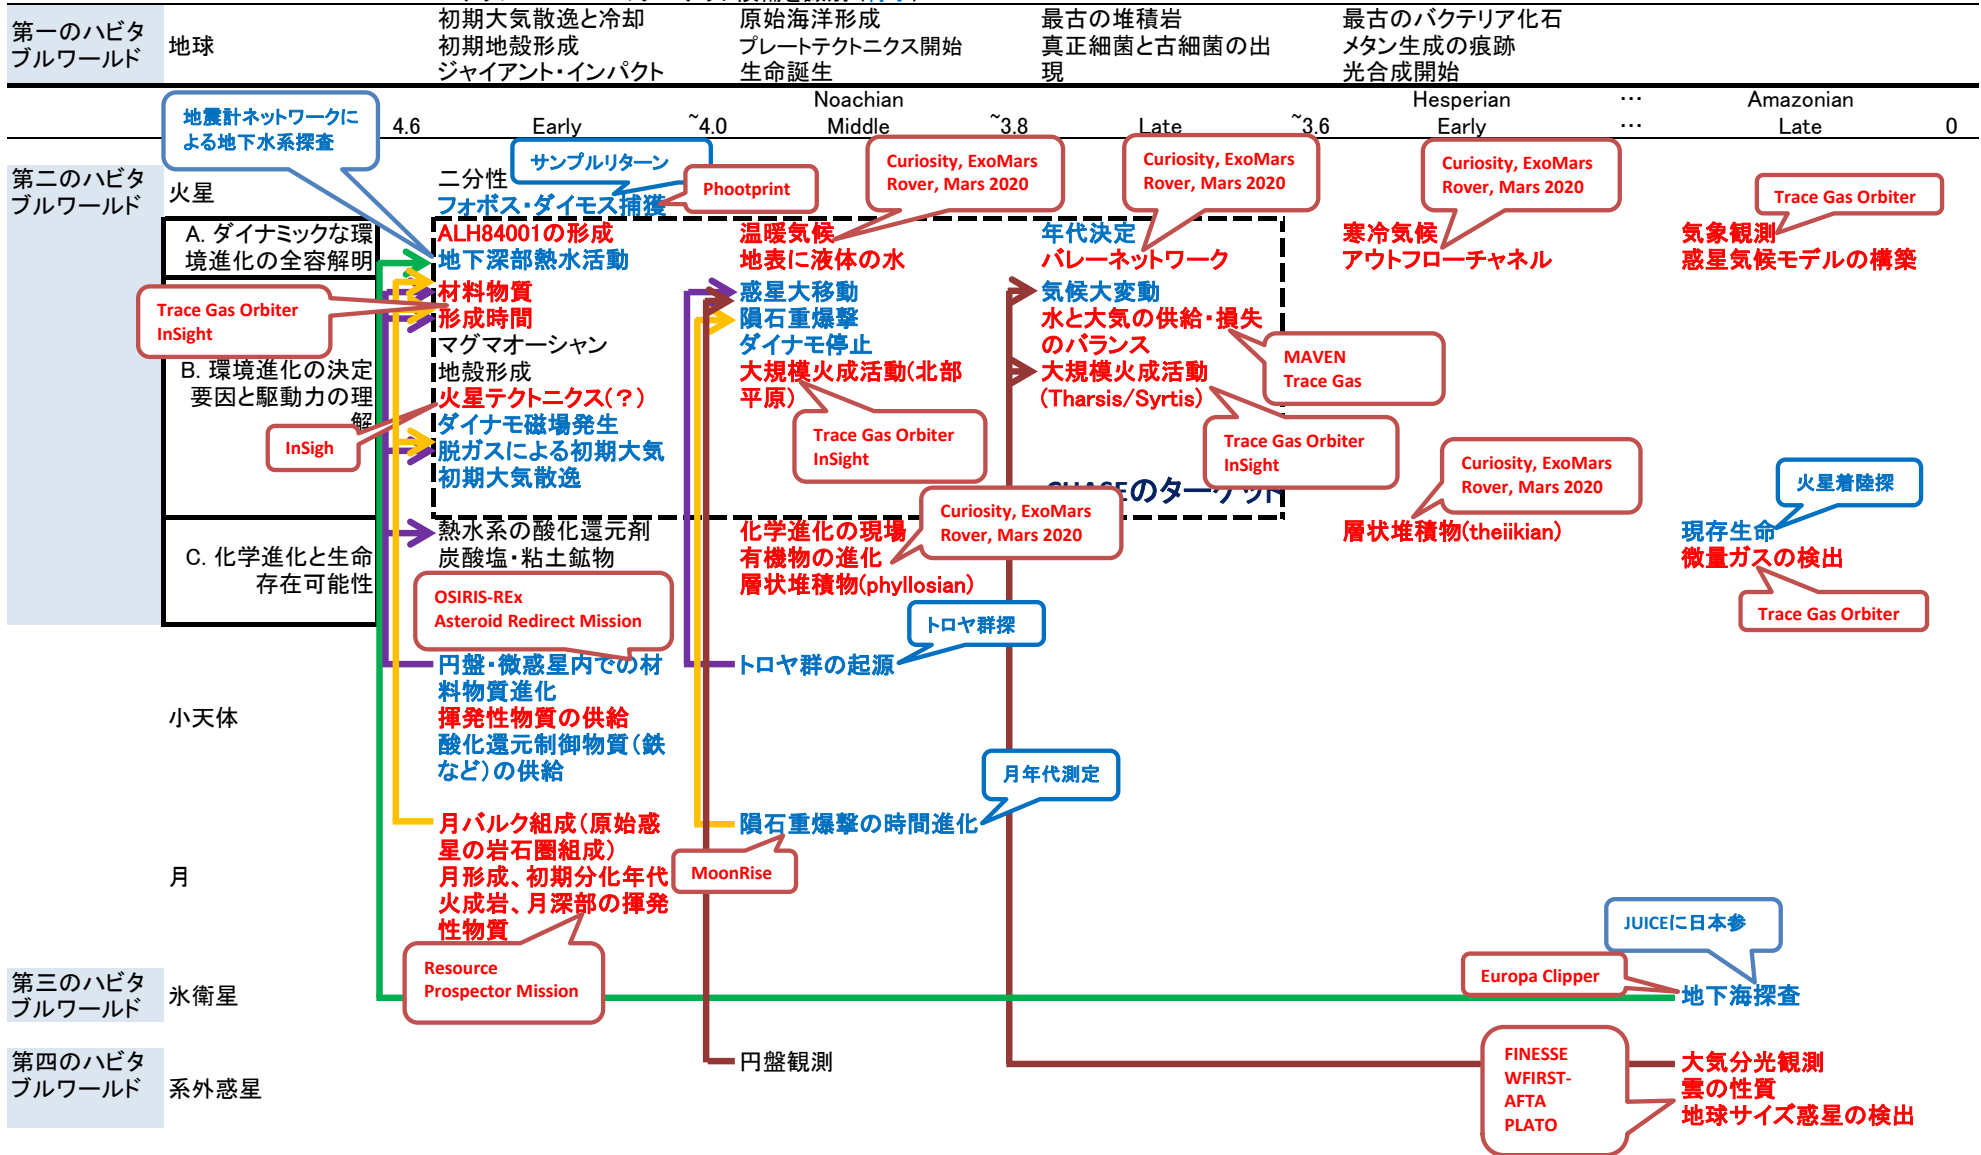 第一のハビタ
ブルワールド
地球
初期大気散逸と冷却
初期地殻形成
ジャイアント・インパクト
原始海洋形成
プレートテクトニクス開始
生命誕生
最古の堆積岩
真正細菌と古細菌の出
現
最古のバクテリア化石
メタン生成の痕跡
光合成開始
Noachian
Hesperian
…
Amazonian
4.6
Early
~4.0
Middle
~3.8
Late
~3.6
Early
…
Late
0
地震計ネットワークに
よる地下水系探査
サンプルリターン
Phootprint
Curiosity, ExoMars
Rover, Mars 2020
Curiosity, ExoMars
Rover, Mars 2020
Curiosity, ExoMars
Rover, Mars 2020
Trace Gas Orbiter
第二のハビタ
ブルワールド
火星
二分性
フォボス・ダイモス捕獲
A. ダイナミックな環
境進化の全容解明
ALH84001の形成
地下深部熱水活動
温暖気候
地表に液体の水
年代決定
バレーネットワーク
寒冷気候
アウトフローチャネル
気象観測
惑星気候モデルの構築
Trace Gas Orbiter
InSight
B. 環境進化の決定
要因と駆動力の理
解
InSigh
材料物質
形成時間
マグマオーシャン
地殻形成
火星テクトニクス(？)
ダイナモ磁場発生
脱ガスによる初期大気
初期大気散逸
惑星大移動
隕石重爆撃
ダイナモ停止
大規模火成活動(北部
平原)
Trace Gas Orbiter
InSight
気候大変動
水と大気の供給・損失
のバランス
大規模火成活動
(Tharsis/Syrtis)
MAVEN
Trace Gas
Trace Gas Orbiter
InSight
CHASEのターゲット
Curiosity, ExoMars
Rover, Mars 2020
Curiosity, ExoMars
Rover, Mars 2020
火星着陸探
C. 化学進化と生命
存在可能性
熱水系の酸化還元剤
炭酸塩・粘土鉱物
化学進化の現場
有機物の進化
層状堆積物(phyllosian)
層状堆積物(theiikian)
現存生命
微量ガスの検出
Trace Gas Orbiter
OSIRIS-REx
Asteroid Redirect Mission
トロヤ群探
小天体
円盤・微惑星内での材
料物質進化
揮発性物質の供給
酸化還元制御物質（鉄
など）の供給
トロヤ群の起源
月年代測定
月
月バルク組成（原始惑
星の岩石圏組成）
月形成、初期分化年代
火成岩、月深部の揮発
性物質
隕石重爆撃の時間進化
MoonRise
Resource
Prospector Mission
JUICEに日本参
Europa Clipper
第三のハビタ
ブルワールド
氷衛星
地下海探査
第四のハビタ
ブルワールド
系外惑星
円盤観測
FINESSE
WFIRST-
AFTA
PLATO
大気分光観測
雲の性質
地球サイズ惑星の検出